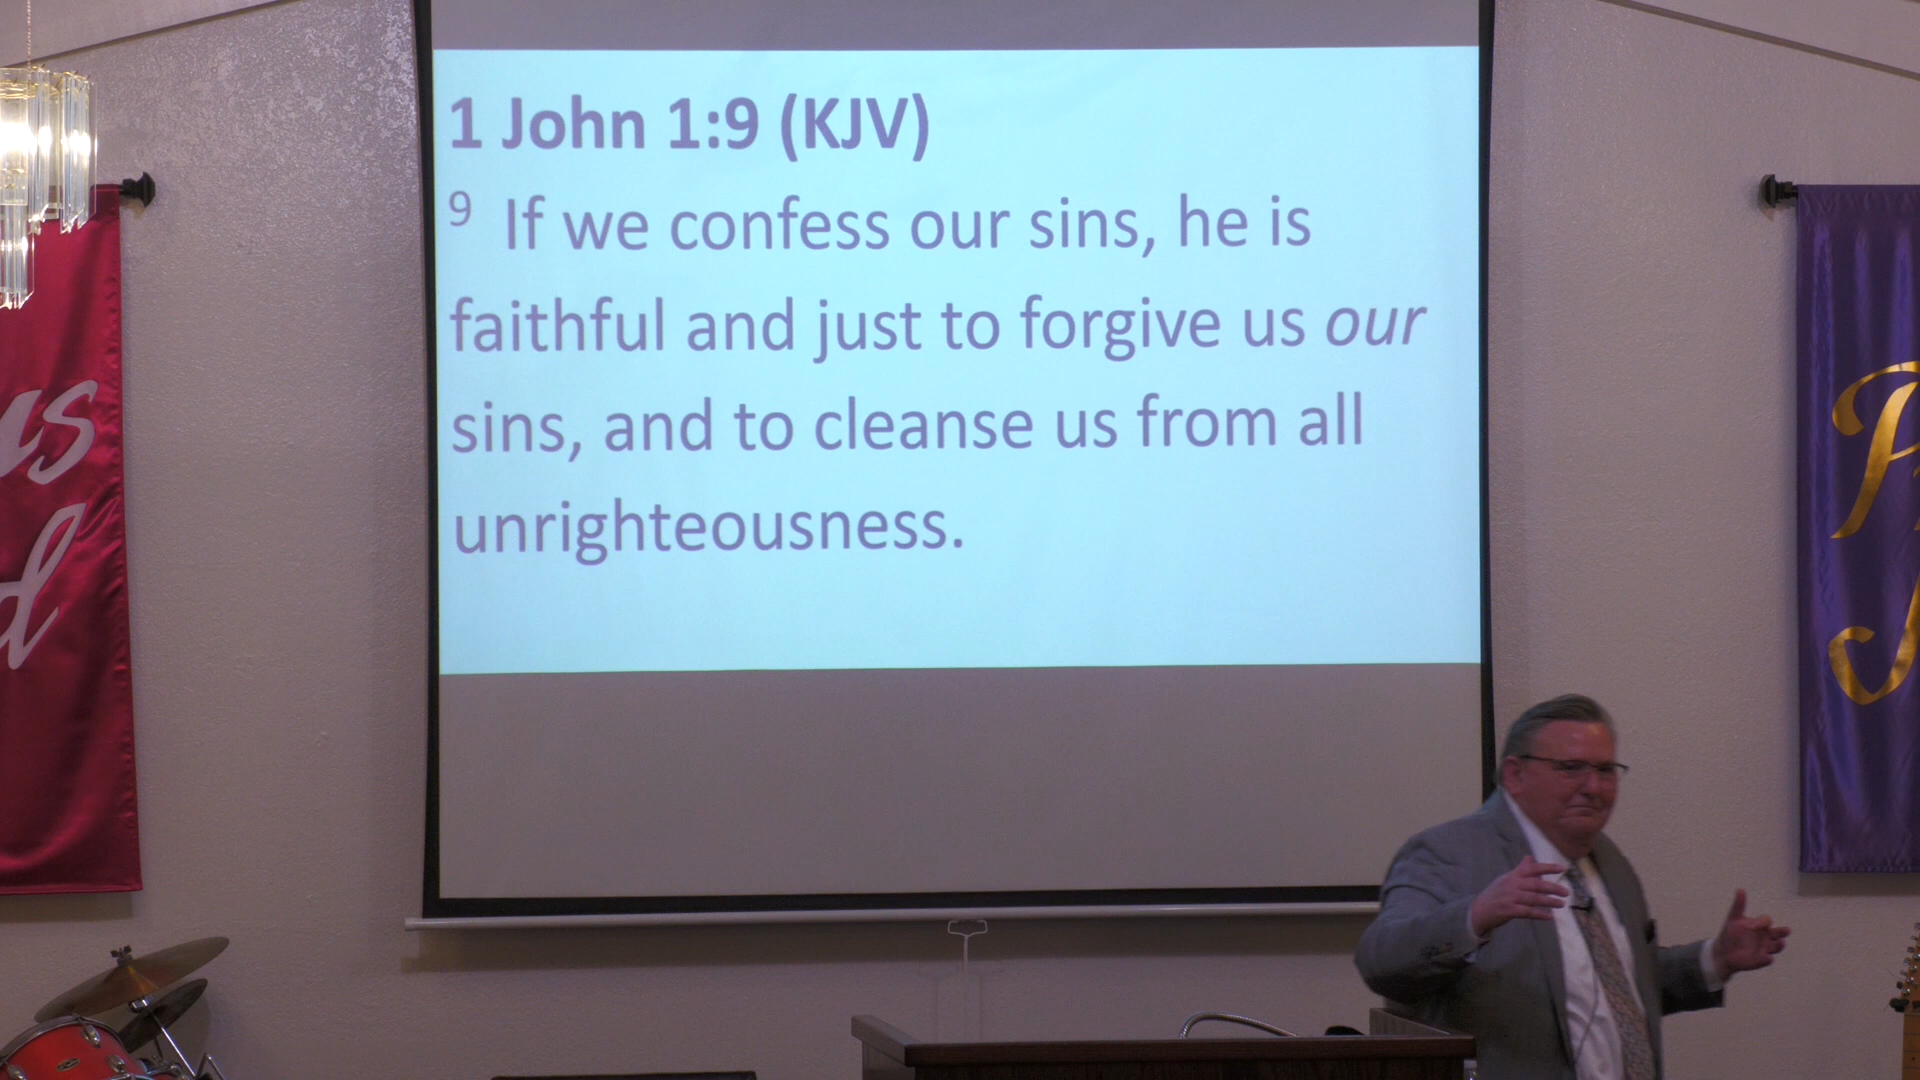 1 John 1:9 (KJV)
9 If we confess our sins, he is
faithful and just to forgive us our
sins, and to cleanse us from all
unrighteousness.